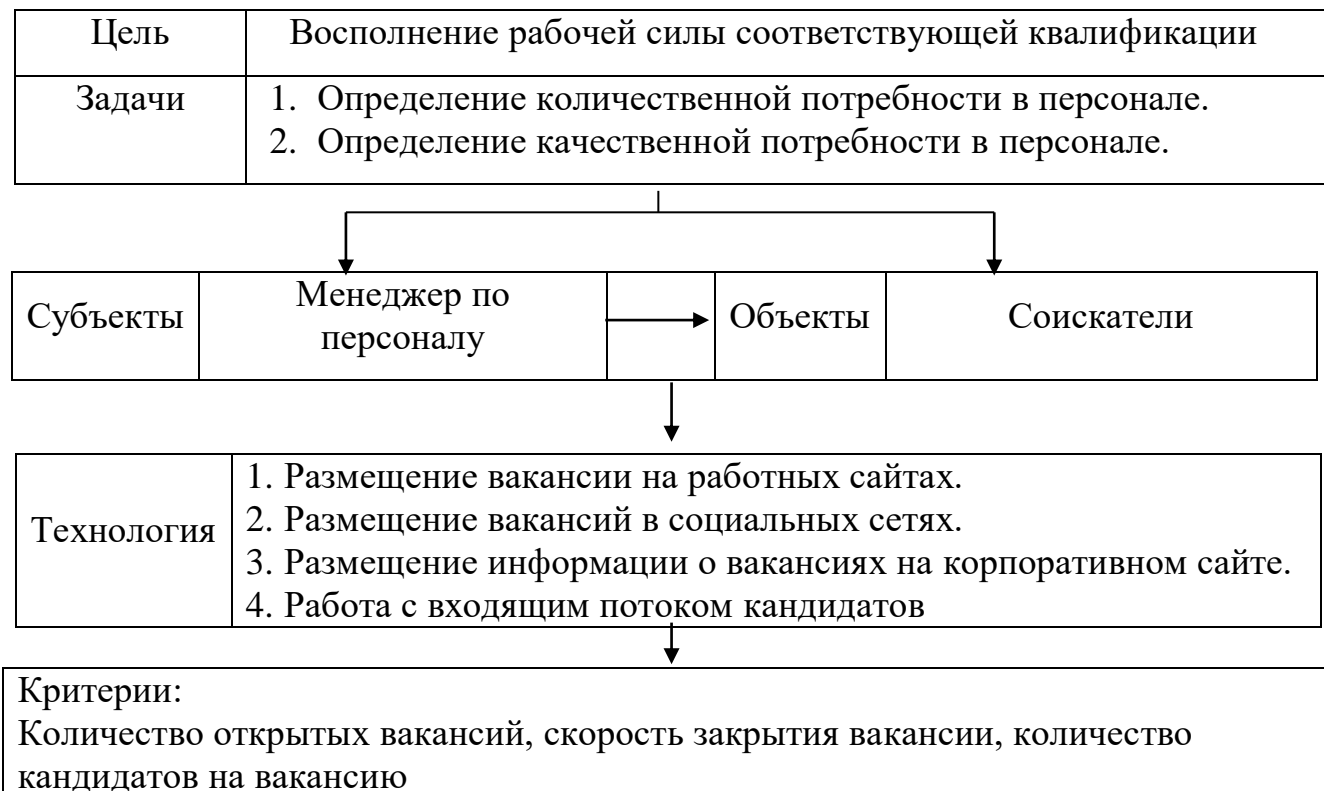 Цель
Восполнение рабочей силы соответствующей квалификации
Задачи
1. Определение количественной потребности в персонале.
2. Определение качественной потребности в персонале.
Субъекты
Менеджер по
персоналу
Объекты
Соискатели
Технология
1. Размещение вакансии на работных сайтах.
2. Размещение вакансий в социальных сетях.
3. Размещение информации о вакансиях на корпоративном сайте.
4. Работа с входящим потоком кандидатов
Критерии:
Количество открытых вакансий, скорость закрытия вакансии, количество
кандидатов на вакансию